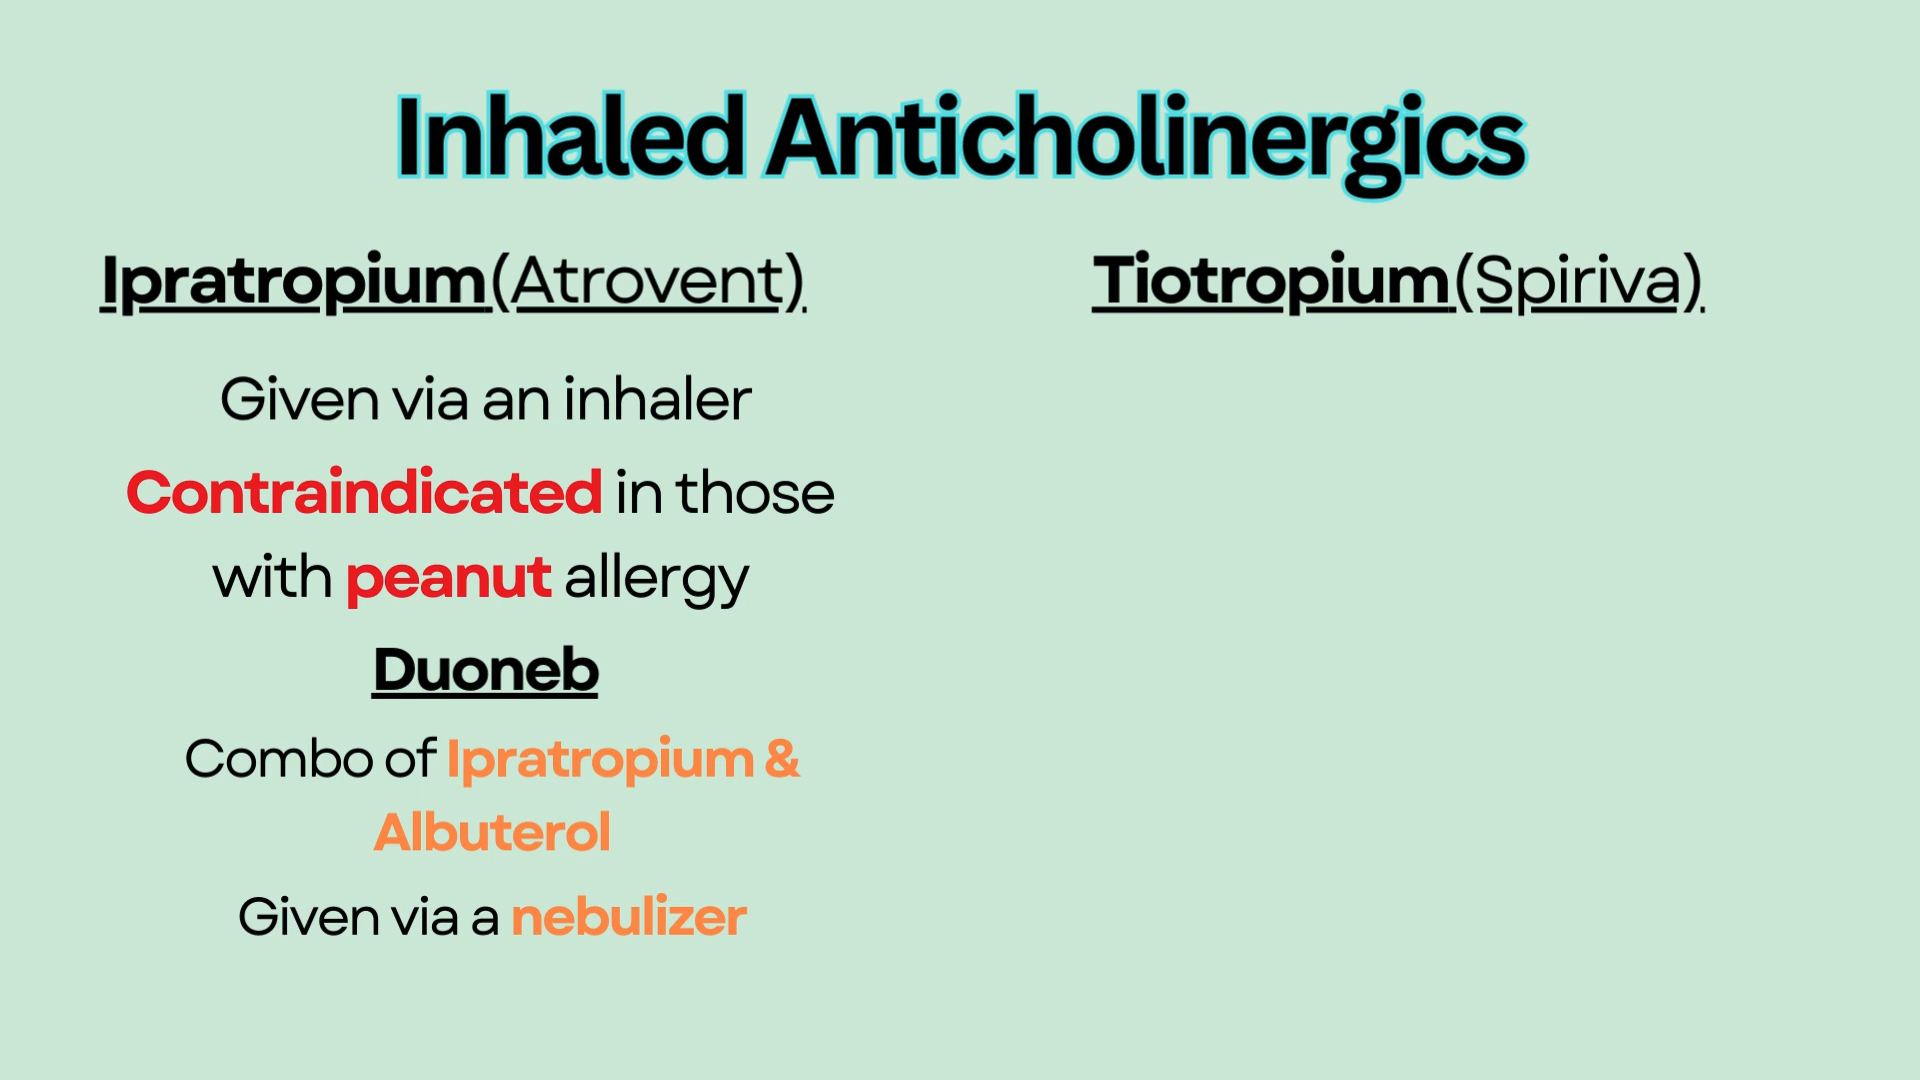 Inhaled Anticholinergics
Ipratropium(Atrovent)
Given via an inhaler
Contraindicated in those
with peanut allergy
Duoneb
Combo of Ipratropium &
Albuterol
Given via a nebulizer
Tiotropium(Spiriva)